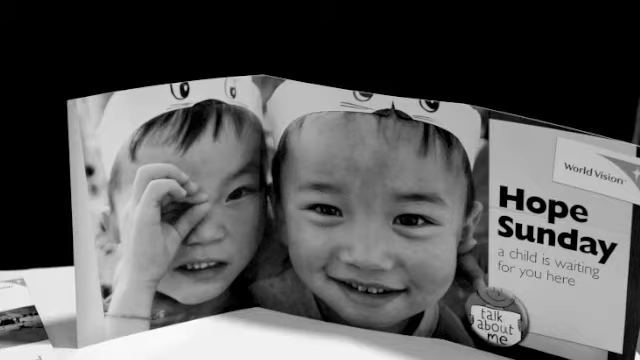 World Vision
Hope
Sunday
a child is waiting
for you here
talk
about
me